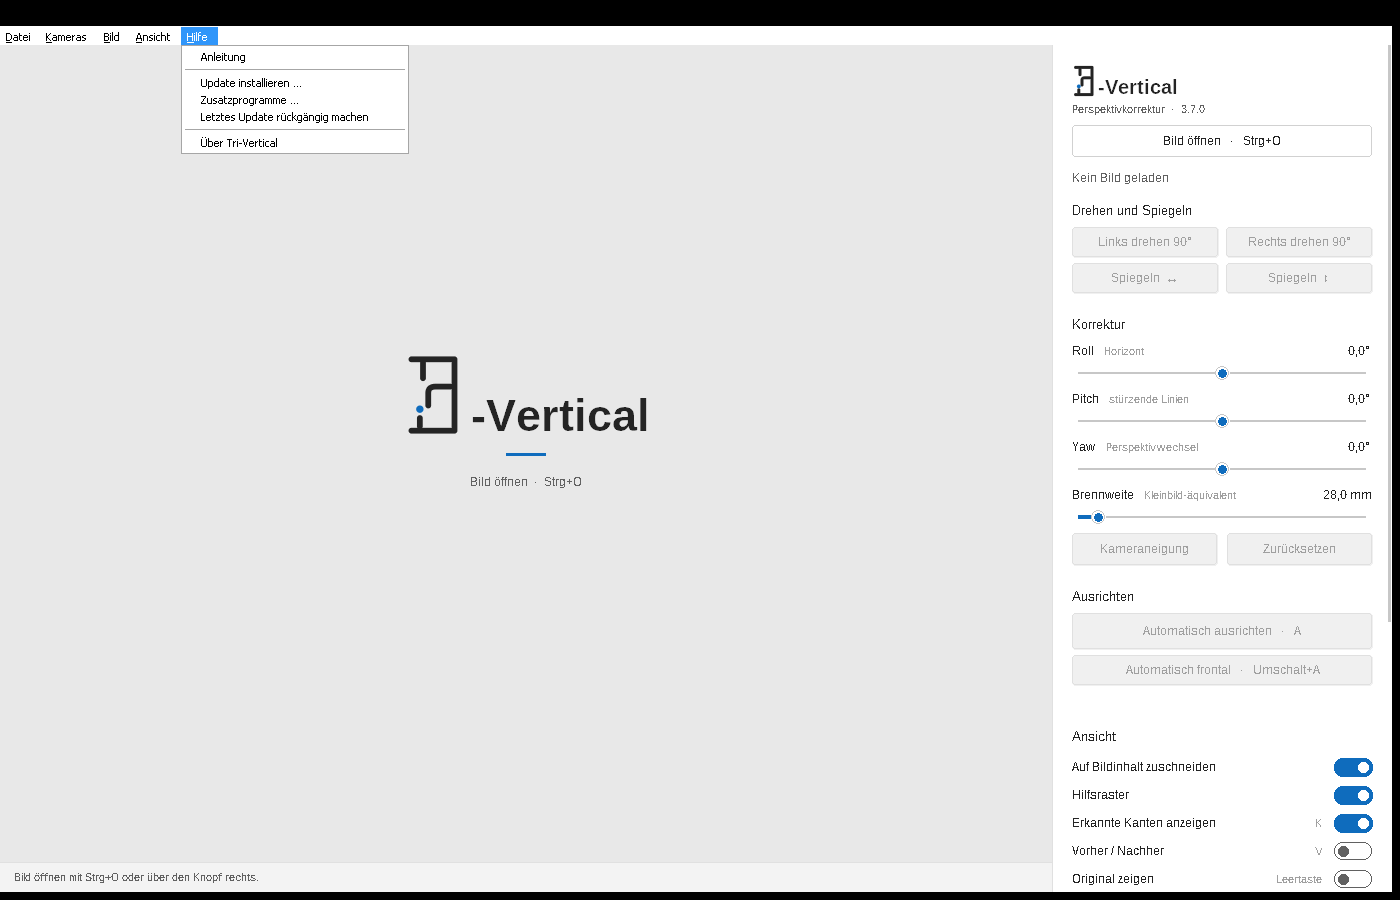 Datei Kameras Bild Ansicht Hilfe
Anleitung
Update installieren ...
Zusatzprogramme ...
Letztes Update rückgängig machen
Über Tri-Vertical
-Vertical
Bild öffnen · Strg+O
Bild öffnen mit Strg+O oder über den Knopf rechts.
-Vertical
Perspektivkorrektur · 3.7.0
Bild öffnen · Strg+O
Kein Bild geladen
Drehen und Spiegeln
Links drehen 90° Rechts drehen 90°
Spiegeln ↔ Spiegeln ↕
Korrektur
Roll Horizont 0,0°
Pitch stürzende Linien 0,0°
Yaw Perspektivwechsel 0,0°
Brennweite Kleinbild-äquivalent 28,0 mm
Kameraneigung Zurücksetzen
Ausrichten
Automatisch ausrichten · A
Automatisch frontal · Umschalt+A
Ansicht
Auf Bildinhalt zuschneiden
Hilfsraster
Erkannte Kanten anzeigen K
Vorher / Nachher V
Original zeigen Leertaste